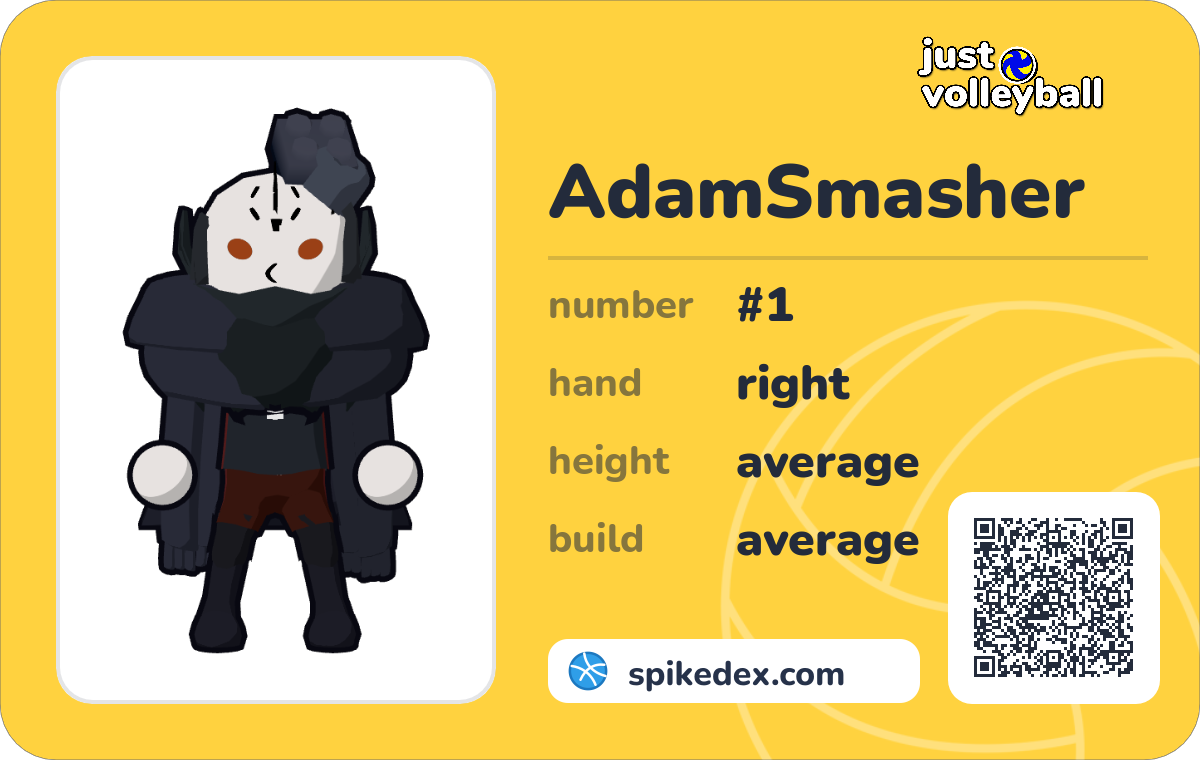 just
volleyball
AdamSmasher
number #1
hand right
height average
build average
spikedex.com